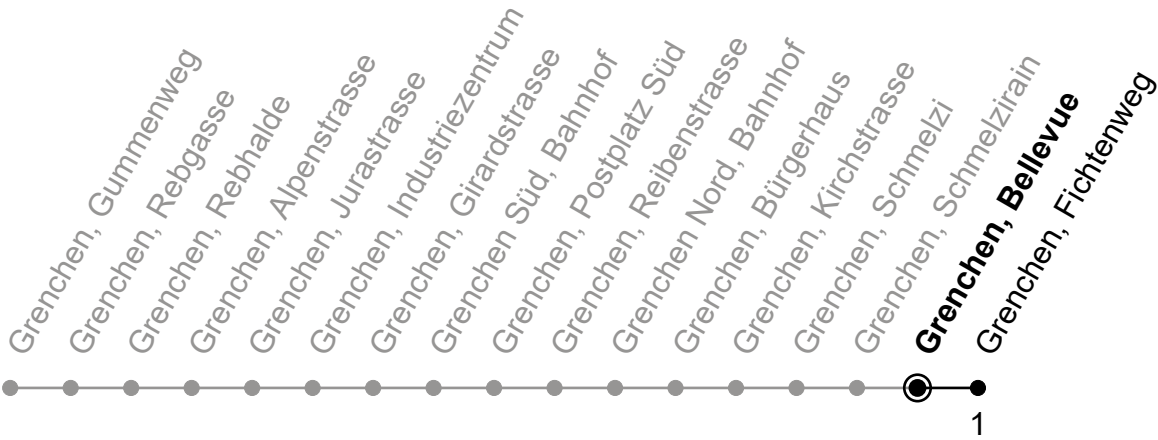 Grenchen, Gummenweg
Grenchen, Rebgasse
Grenchen, Rebhalde
Grenchen, Alpenstrasse
Grenchen, Jurastrasse
Grenchen, Industriezentrum
Grenchen, Girardstrasse
Grenchen Süd, Bahnhof
Grenchen, Postplatz Süd
Grenchen, Reibenstrasse
Grenchen Nord, Bahnhof
Grenchen, Bürgerhaus
Grenchen, Kirchstrasse
Grenchen, Schmelzi
Grenchen, Schmelzirain
Grenchen, Bellevue
Grenchen, Fichtenweg
1